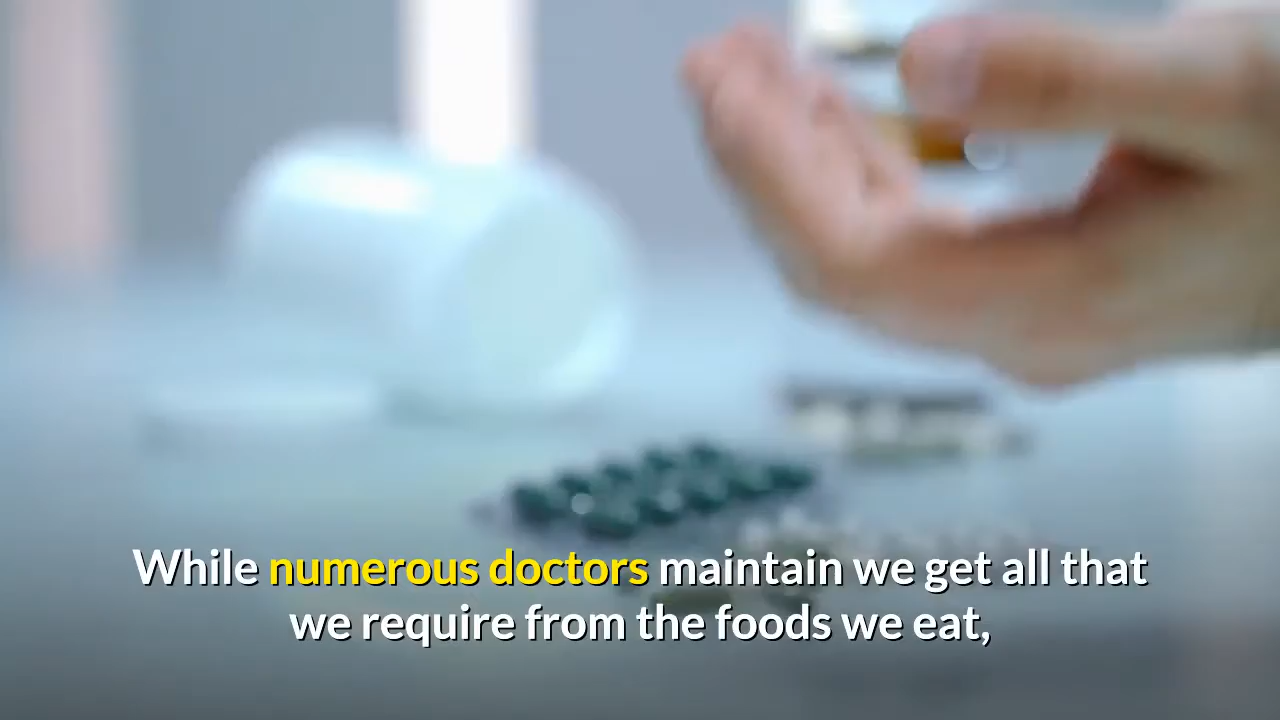 While numerous doctors maintain we get all that
we require from the foods we eat,